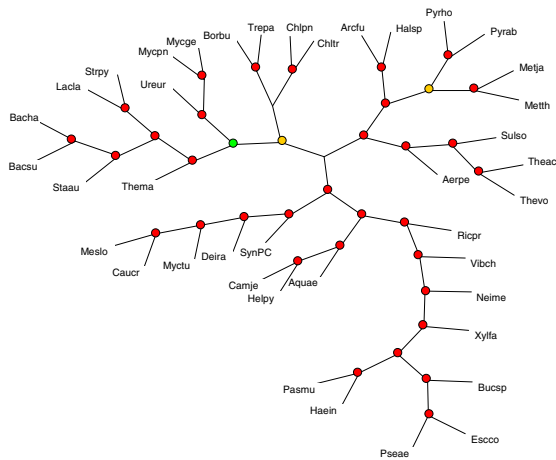 Pyrho
Trepa
Chlpn
Arcfu
Halsp
Pyrab
Borbu
Mycge
Chltr
Mycpn
Strpy
Metja
Lacla
Ureur
Metth
Bacha
Sulso
Theac
Bacsu
Staau
Thema
Aerpe
Thevo
Ricpr
Meslo
Deira
SynPC
Myctu
Vibch
Caucr
Camje
Aquae
Helpy
Neime
Xylfa
Pasmu
Bucsp
Haein
Escco
Pseae